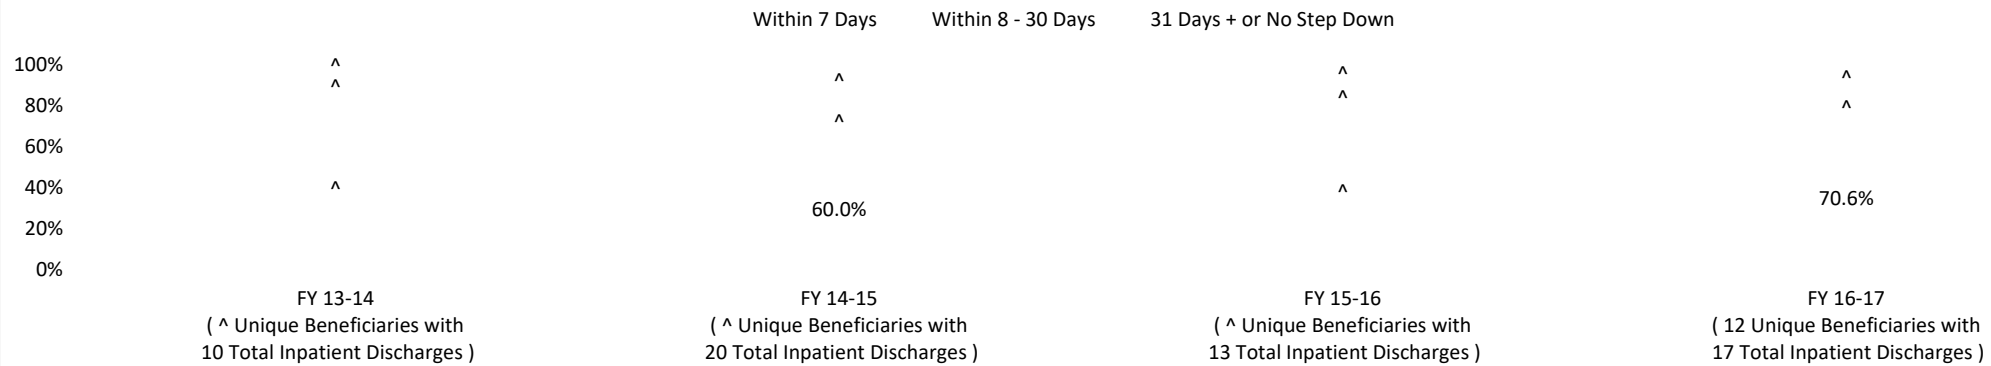 Within 7 Days Within 8 - 30 Days 31 Days + or No Step Down
100% ^
^ ^ ^ ^
80% ^ ^
^
60%
40% ^ ^
60.0% 70.6%
20%
0%
FY 13-14 FY 14-15 FY 15-16 FY 16-17
( ^ Unique Beneficiaries with ( ^ Unique Beneficiaries with ( ^ Unique Beneficiaries with ( 12 Unique Beneficiaries with
10 Total Inpatient Discharges ) 20 Total Inpatient Discharges ) 13 Total Inpatient Discharges ) 17 Total Inpatient Discharges )